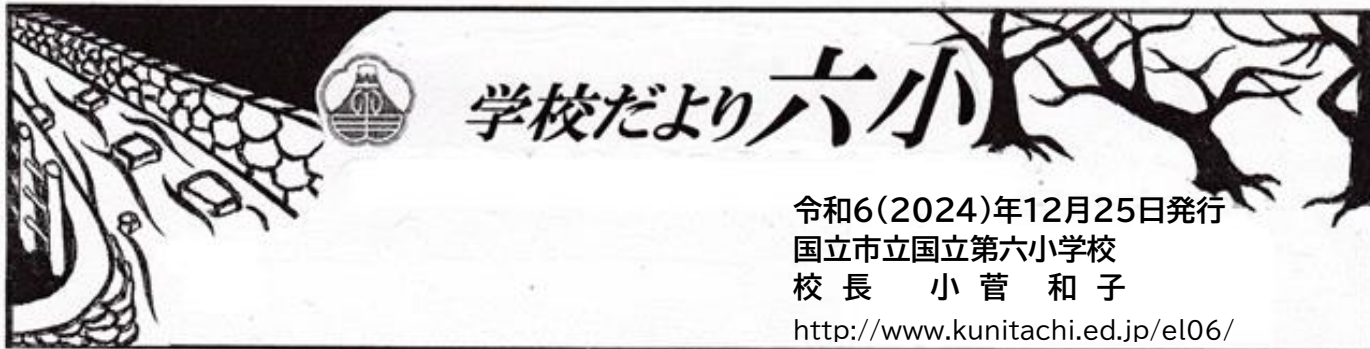 学校だより六小
令和6(2024)年12月25日発行
国立市立国立第六小学校
校 長　小 菅　和 子
http://www.kunitachi.ed.jp/el06/